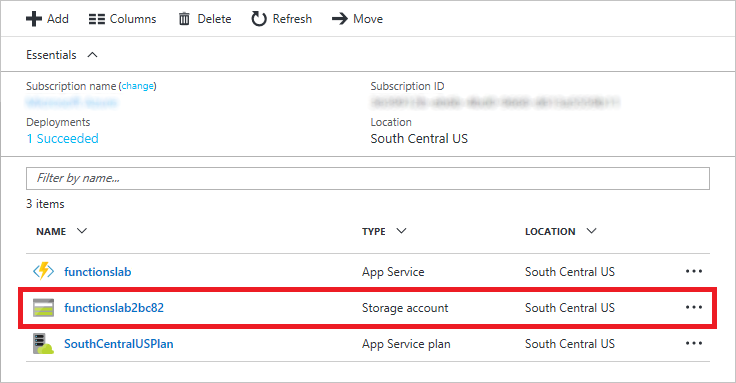 Add Columns Delete Refresh Move
Essentials
Subscription name (change) Subscription ID
Deployments Location
1 Succeeded South Central US
Filter by name...
3 items
NAME TYPE LOCATION
functionslab App Service South Central US
functionslab2bc82 Storage account South Central US
SouthCentralUSPlan App Service plan South Central US